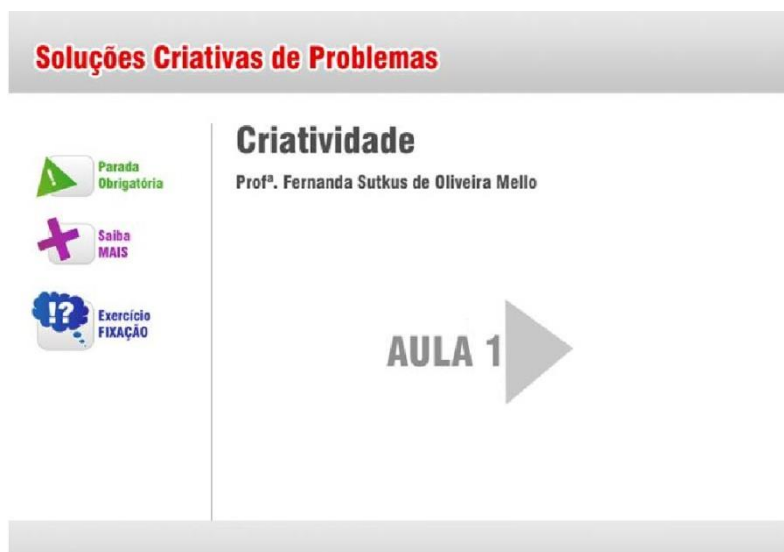 Soluções Criativas de Problemas
Criatividade
Profª. Fernanda Sutkus de Oliveira Mello
Parada
Obrigatória
Saiba
MAIS
!?
Exercício
FIXAÇÃO
AULA 1